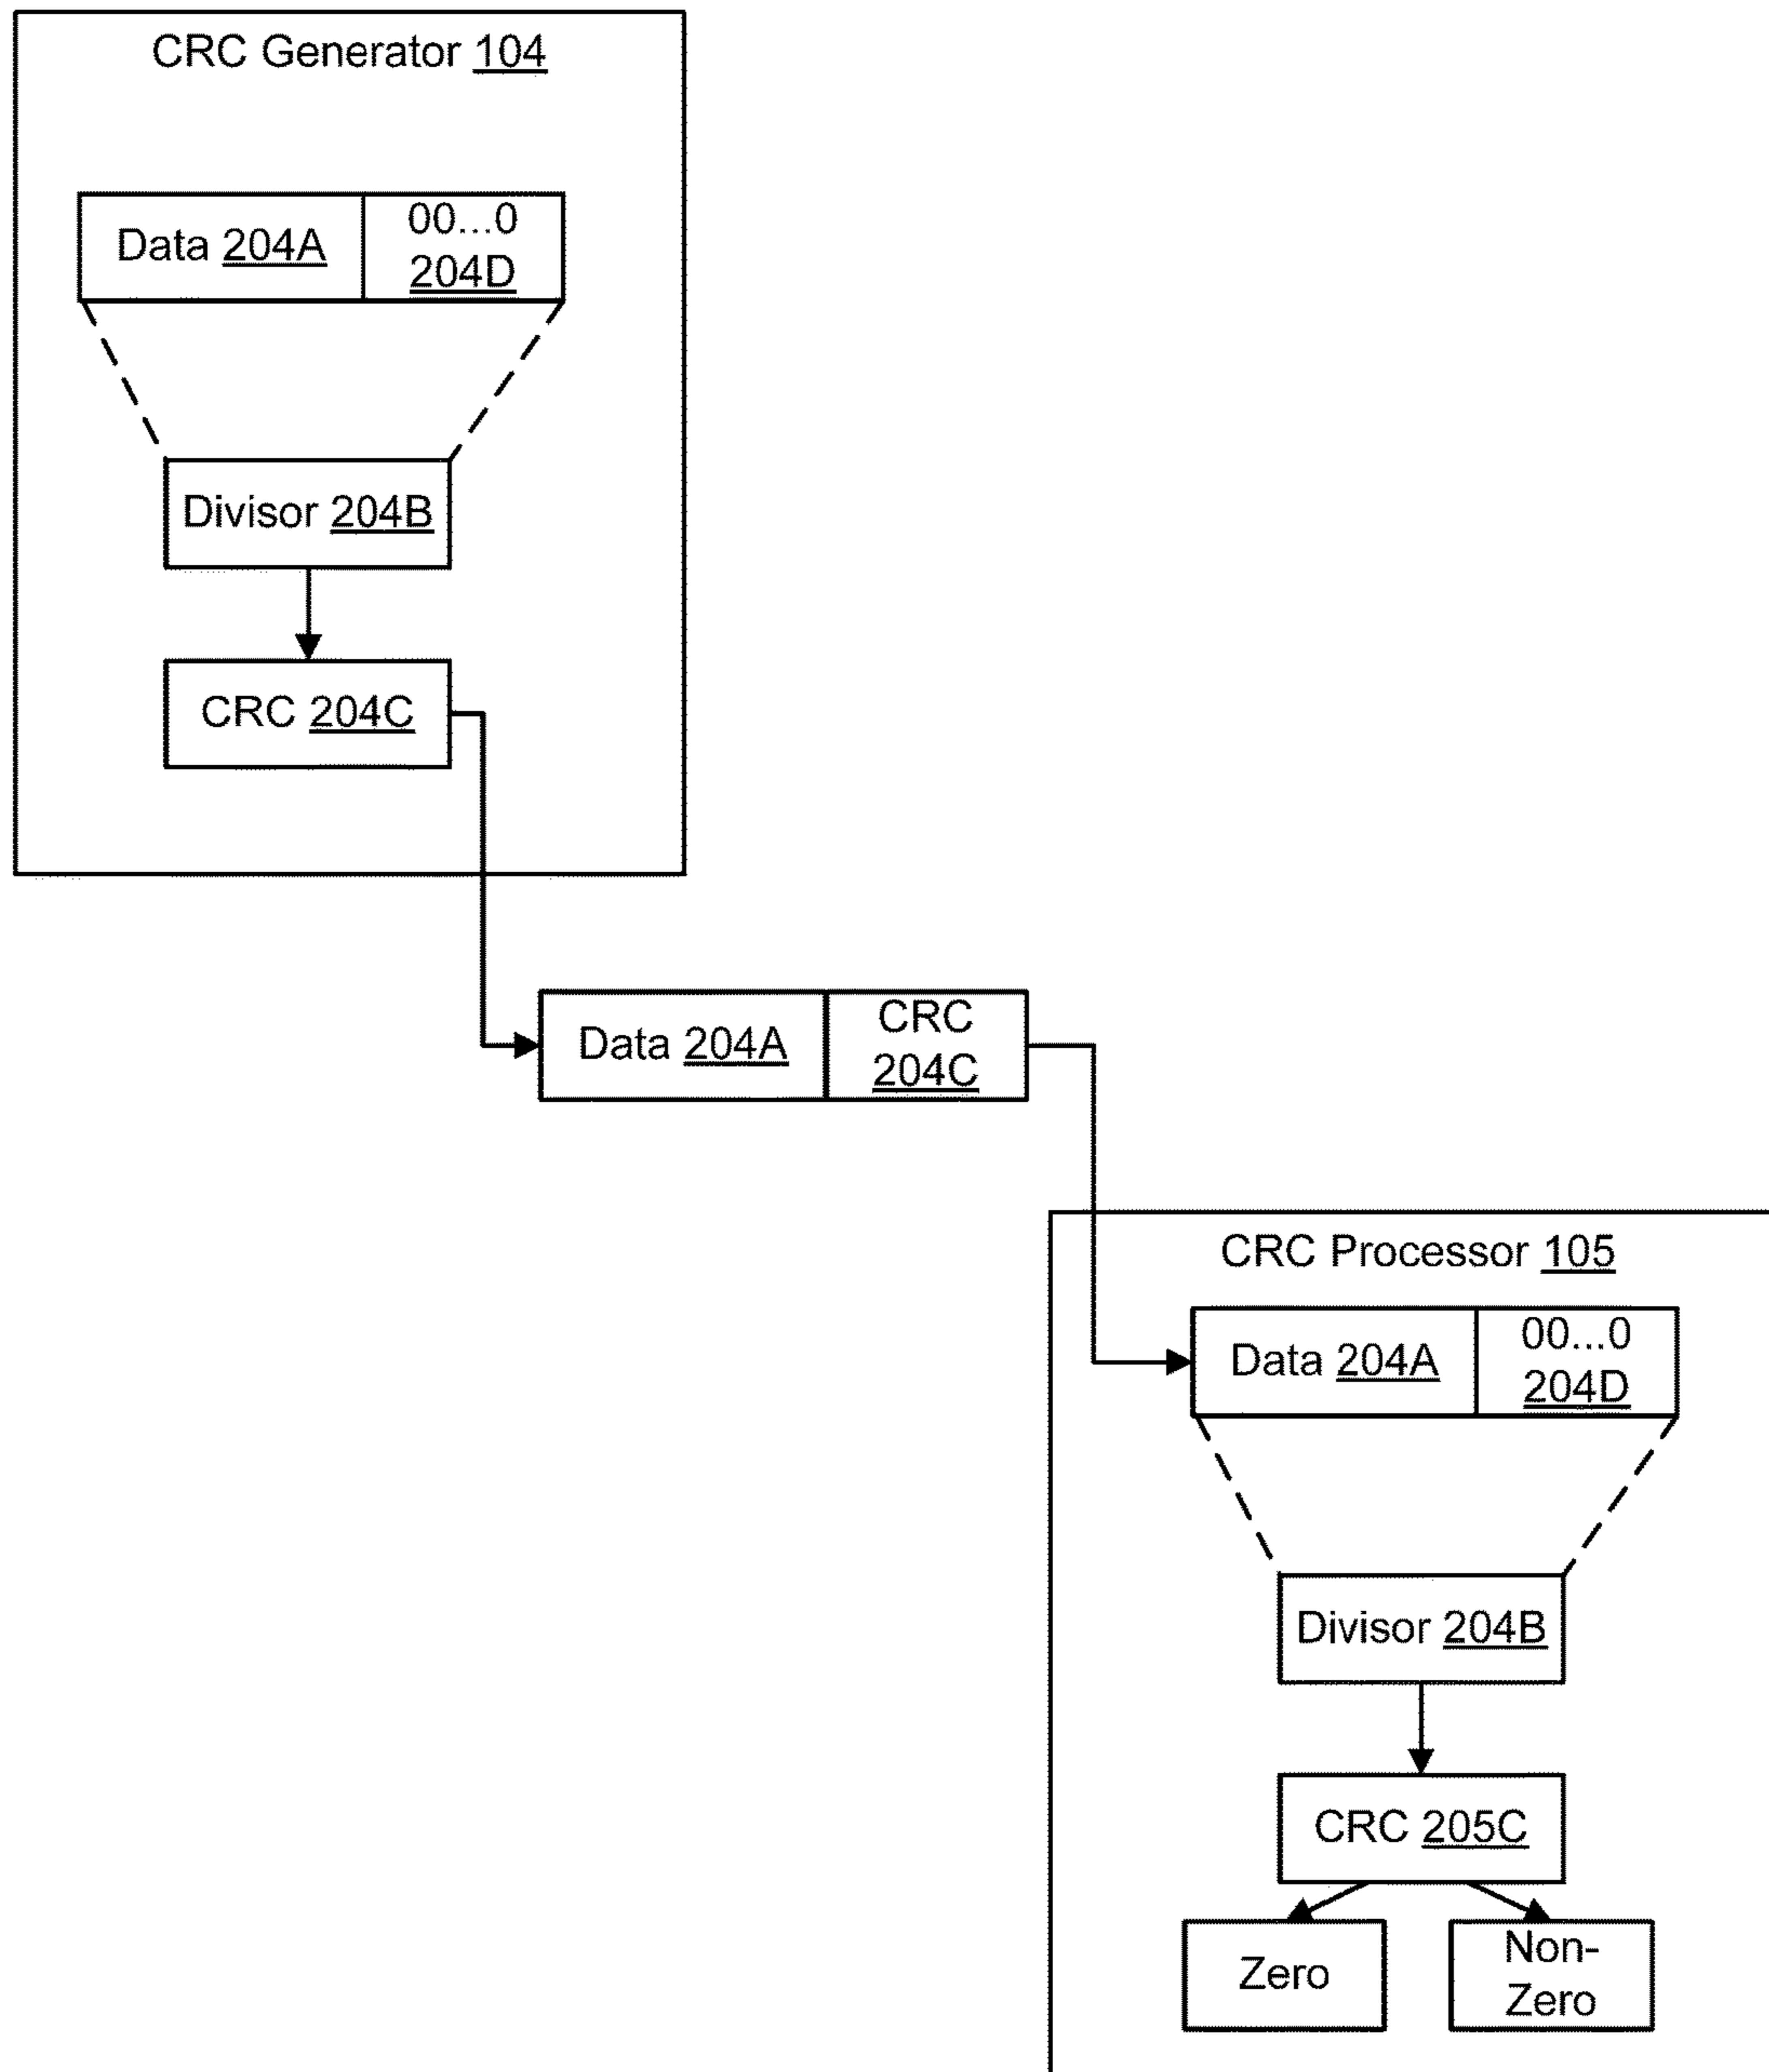 CRC Generator 104
Data 204A
00...0
204D
Divisor 204B
CRC 204C
Data 204A
CRC
204C
CRC Processor 105
Data 204A
00...0
204D
Divisor 204B
CRC 205C
Zero
Non-
Zero